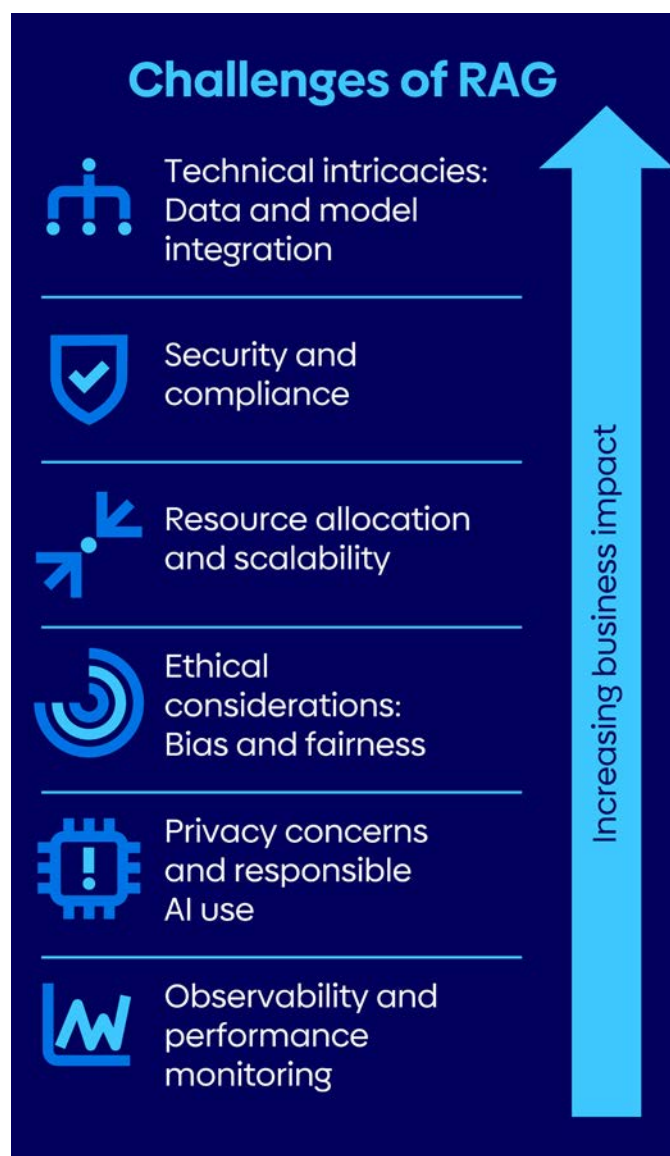 Challenges of RAG
Technical intricacies:
Data and model
integration
Security and
compliance
Resource allocation
and scalability
Ethical
considerations:
Bias and fairness
Privacy concerns
and responsible
AI use
Observability and
performance
monitoring
Increasing business impact